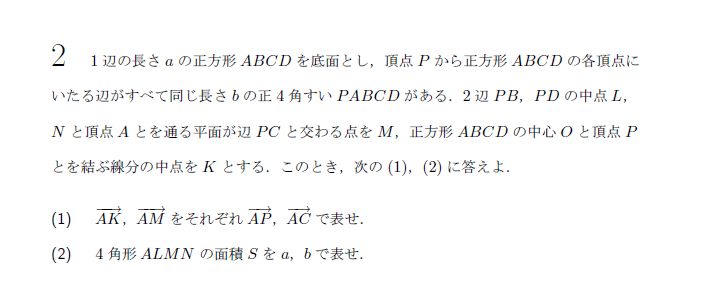 2 1辺の長さ a の正方形 ABCD を底面とし，頂点 P から正方形 ABCD の各頂点に
いたる辺がすべて同じ長さ b の正4角すい PABCD がある．2辺 PB，PD の中点 L，
N と頂点 A とを通る平面が辺 PC と交わる点を M，正方形 ABCD の中心 O と頂点 P
とを結ぶ線分の中点を K とする．このとき，次の (1)，(2) に答えよ．
(1) $\overrightarrow{AK}$，$\overrightarrow{AM}$ をそれぞれ $\overrightarrow{AP}$，$\overrightarrow{AC}$ で表せ．
(2) 4角形 ALMN の面積 S を a，b で表せ．